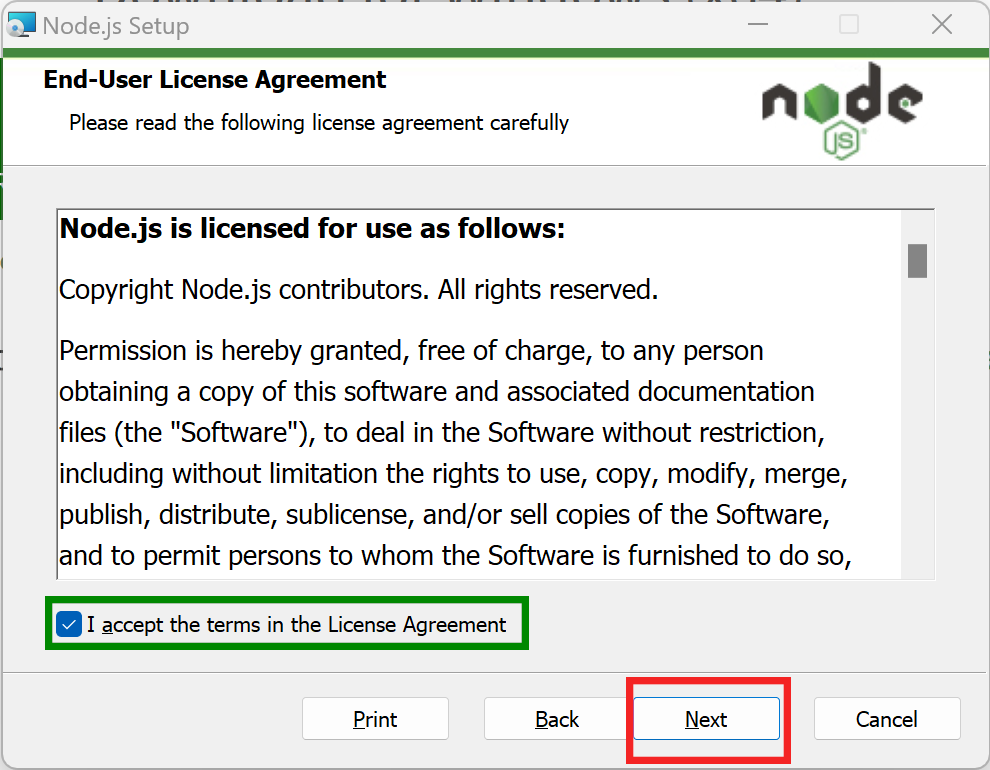 Node.js Setup
End-User License Agreement
Please read the following license agreement carefully
node
JS
Node.js is licensed for use as follows:
Copyright Node.js contributors. All rights reserved.
Permission is hereby granted, free of charge, to any person
obtaining a copy of this software and associated documentation
files (the "Software"), to deal in the Software without restriction,
including without limitation the rights to use, copy, modify, merge,
publish, distribute, sublicense, and/or sell copies of the Software,
and to permit persons to whom the Software is furnished to do so,
I accept the terms in the License Agreement
Print
Back
Next
Cancel